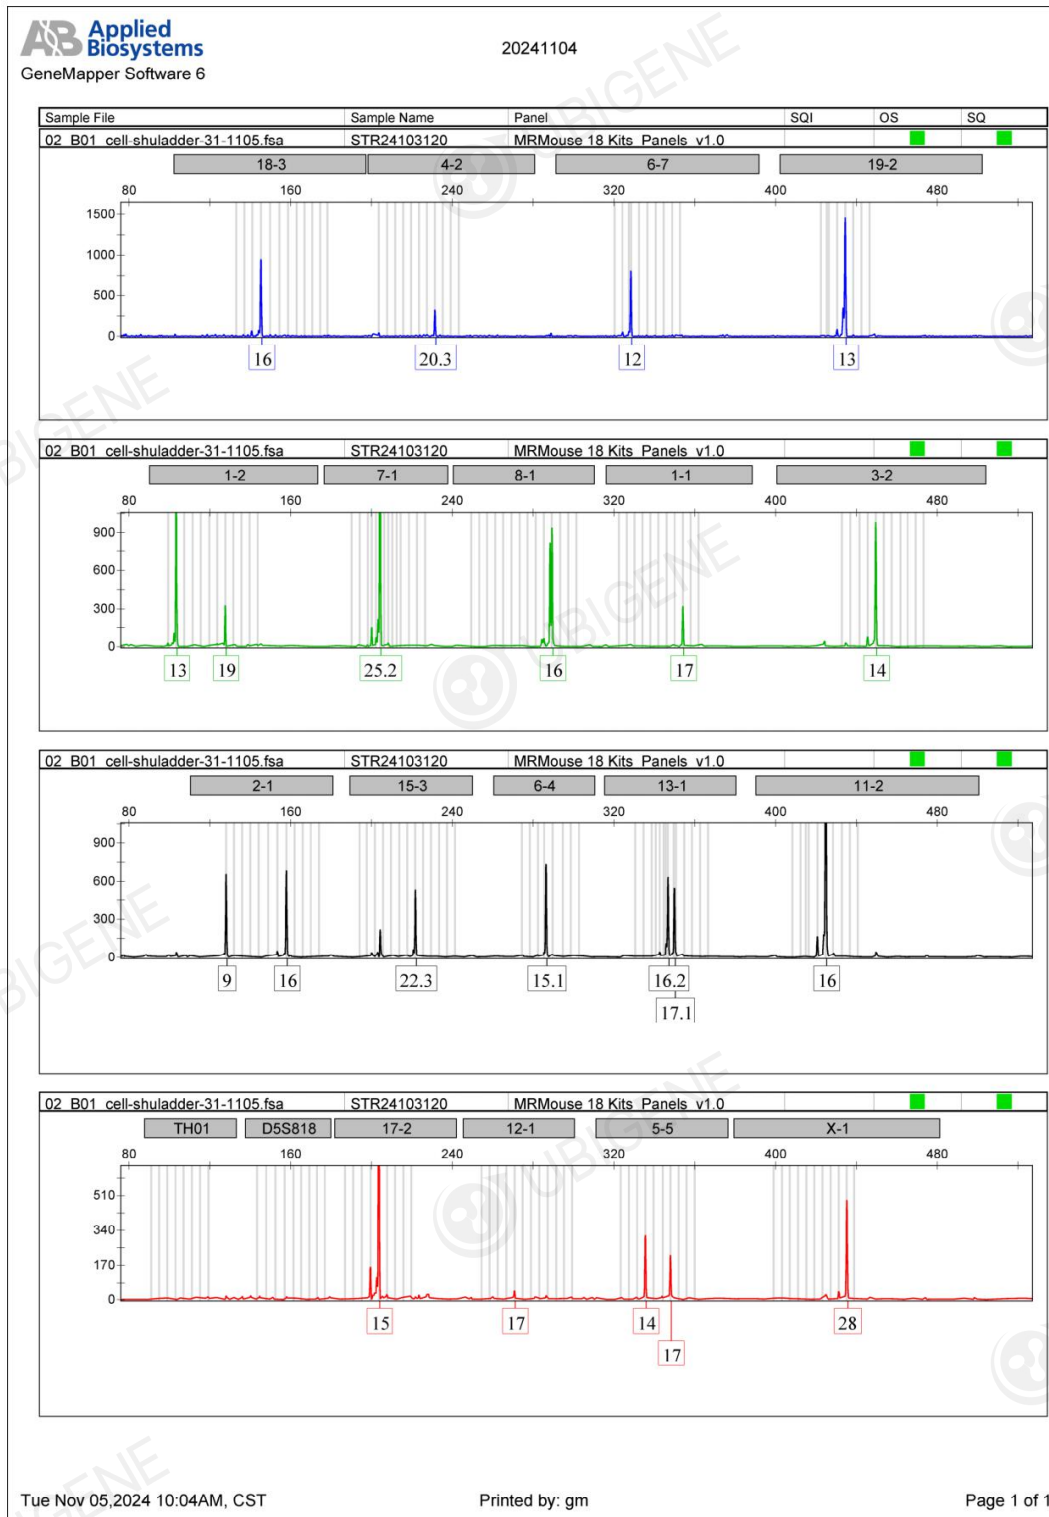 AB Applied
Biosystems
GeneMapper Software 6
20241104
Sample File Sample Name Panel SQI OS SQ
02_B01_cell-shuladder-31-1105.fsa STR24103120 MRMouse 18 Kits_Panels_v1.0
18-3 4-2 6-7 19-2
80 160 240 320 400 480
1500
1000
500
0
16 20.3 12 13
02_B01_cell-shuladder-31-1105.fsa STR24103120 MRMouse 18 Kits_Panels_v1.0
1-2 7-1 8-1 1-1 3-2
80 160 240 320 400 480
900
600
300
0
13 19 25.2 16 17 14
02_B01_cell-shuladder-31-1105.fsa STR24103120 MRMouse 18 Kits_Panels_v1.0
2-1 15-3 6-4 13-1 11-2
80 160 240 320 400 480
900
600
300
0
9 16 22.3 15.1 16.2 16
17.1
02_B01_cell-shuladder-31-1105.fsa STR24103120 MRMouse 18 Kits_Panels_v1.0
TH01 D5S818 17-2 12-1 5-5 X-1
80 160 240 320 400 480
510
340
170
0
15 17 14 28
17
Tue Nov 05,2024 10:04AM, CST Printed by: gm Page 1 of 1
UBIGENE
UBIGENE
UBIGENE
UBIGENE
UBIGENE